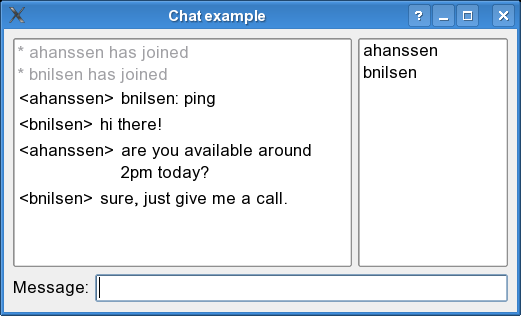 Chat example
* ahanssen has joined
* bnilsen has joined
<ahanssen> bnilsen: ping
<bnilsen> hi there!
<ahanssen> are you available around
2pm today?
<bnilsen> sure, just give me a call.
ahanssen
bnilsen
Message: